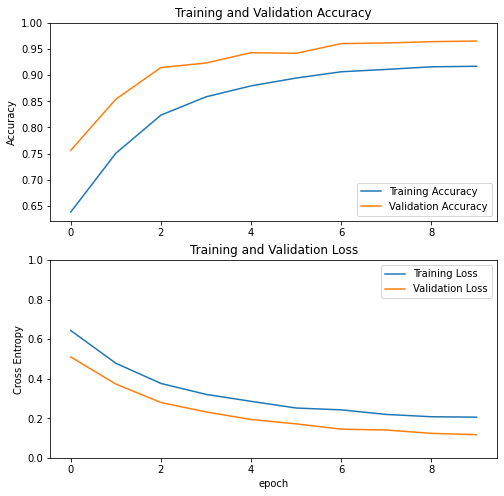 Training and Validation Accuracy
1.00
0.95
0.90
0.85
0.80
0.75
0.70
0.65
Accuracy
Training Accuracy
Validation Accuracy
0 2 4 6 8
Training and Validation Loss
1.0
0.8
0.6
0.4
0.2
0.0
Cross Entropy
Training Loss
Validation Loss
0 2 4 6 8
epoch